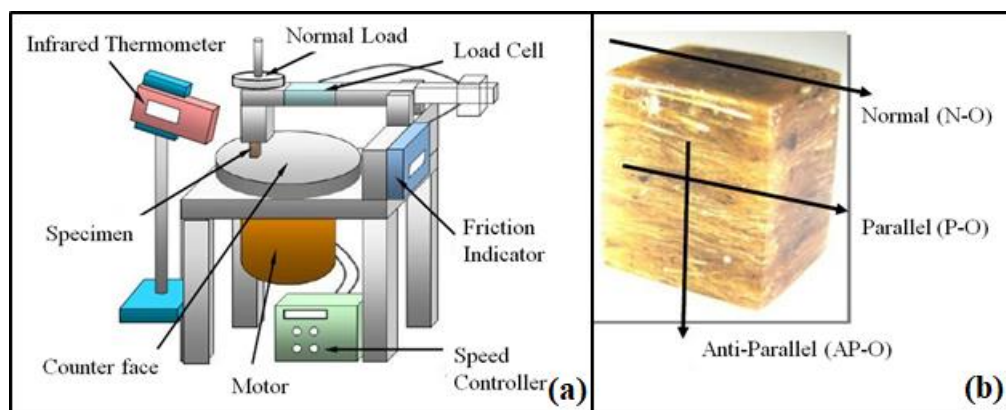 Infrared Thermometer
Normal Load
Load Cell
Specimen
Friction
Indicator
Counter face
Motor
Speed
Controller
(a)
Normal (N-O)
Parallel (P-O)
Anti-Parallel (AP-O)
(b)